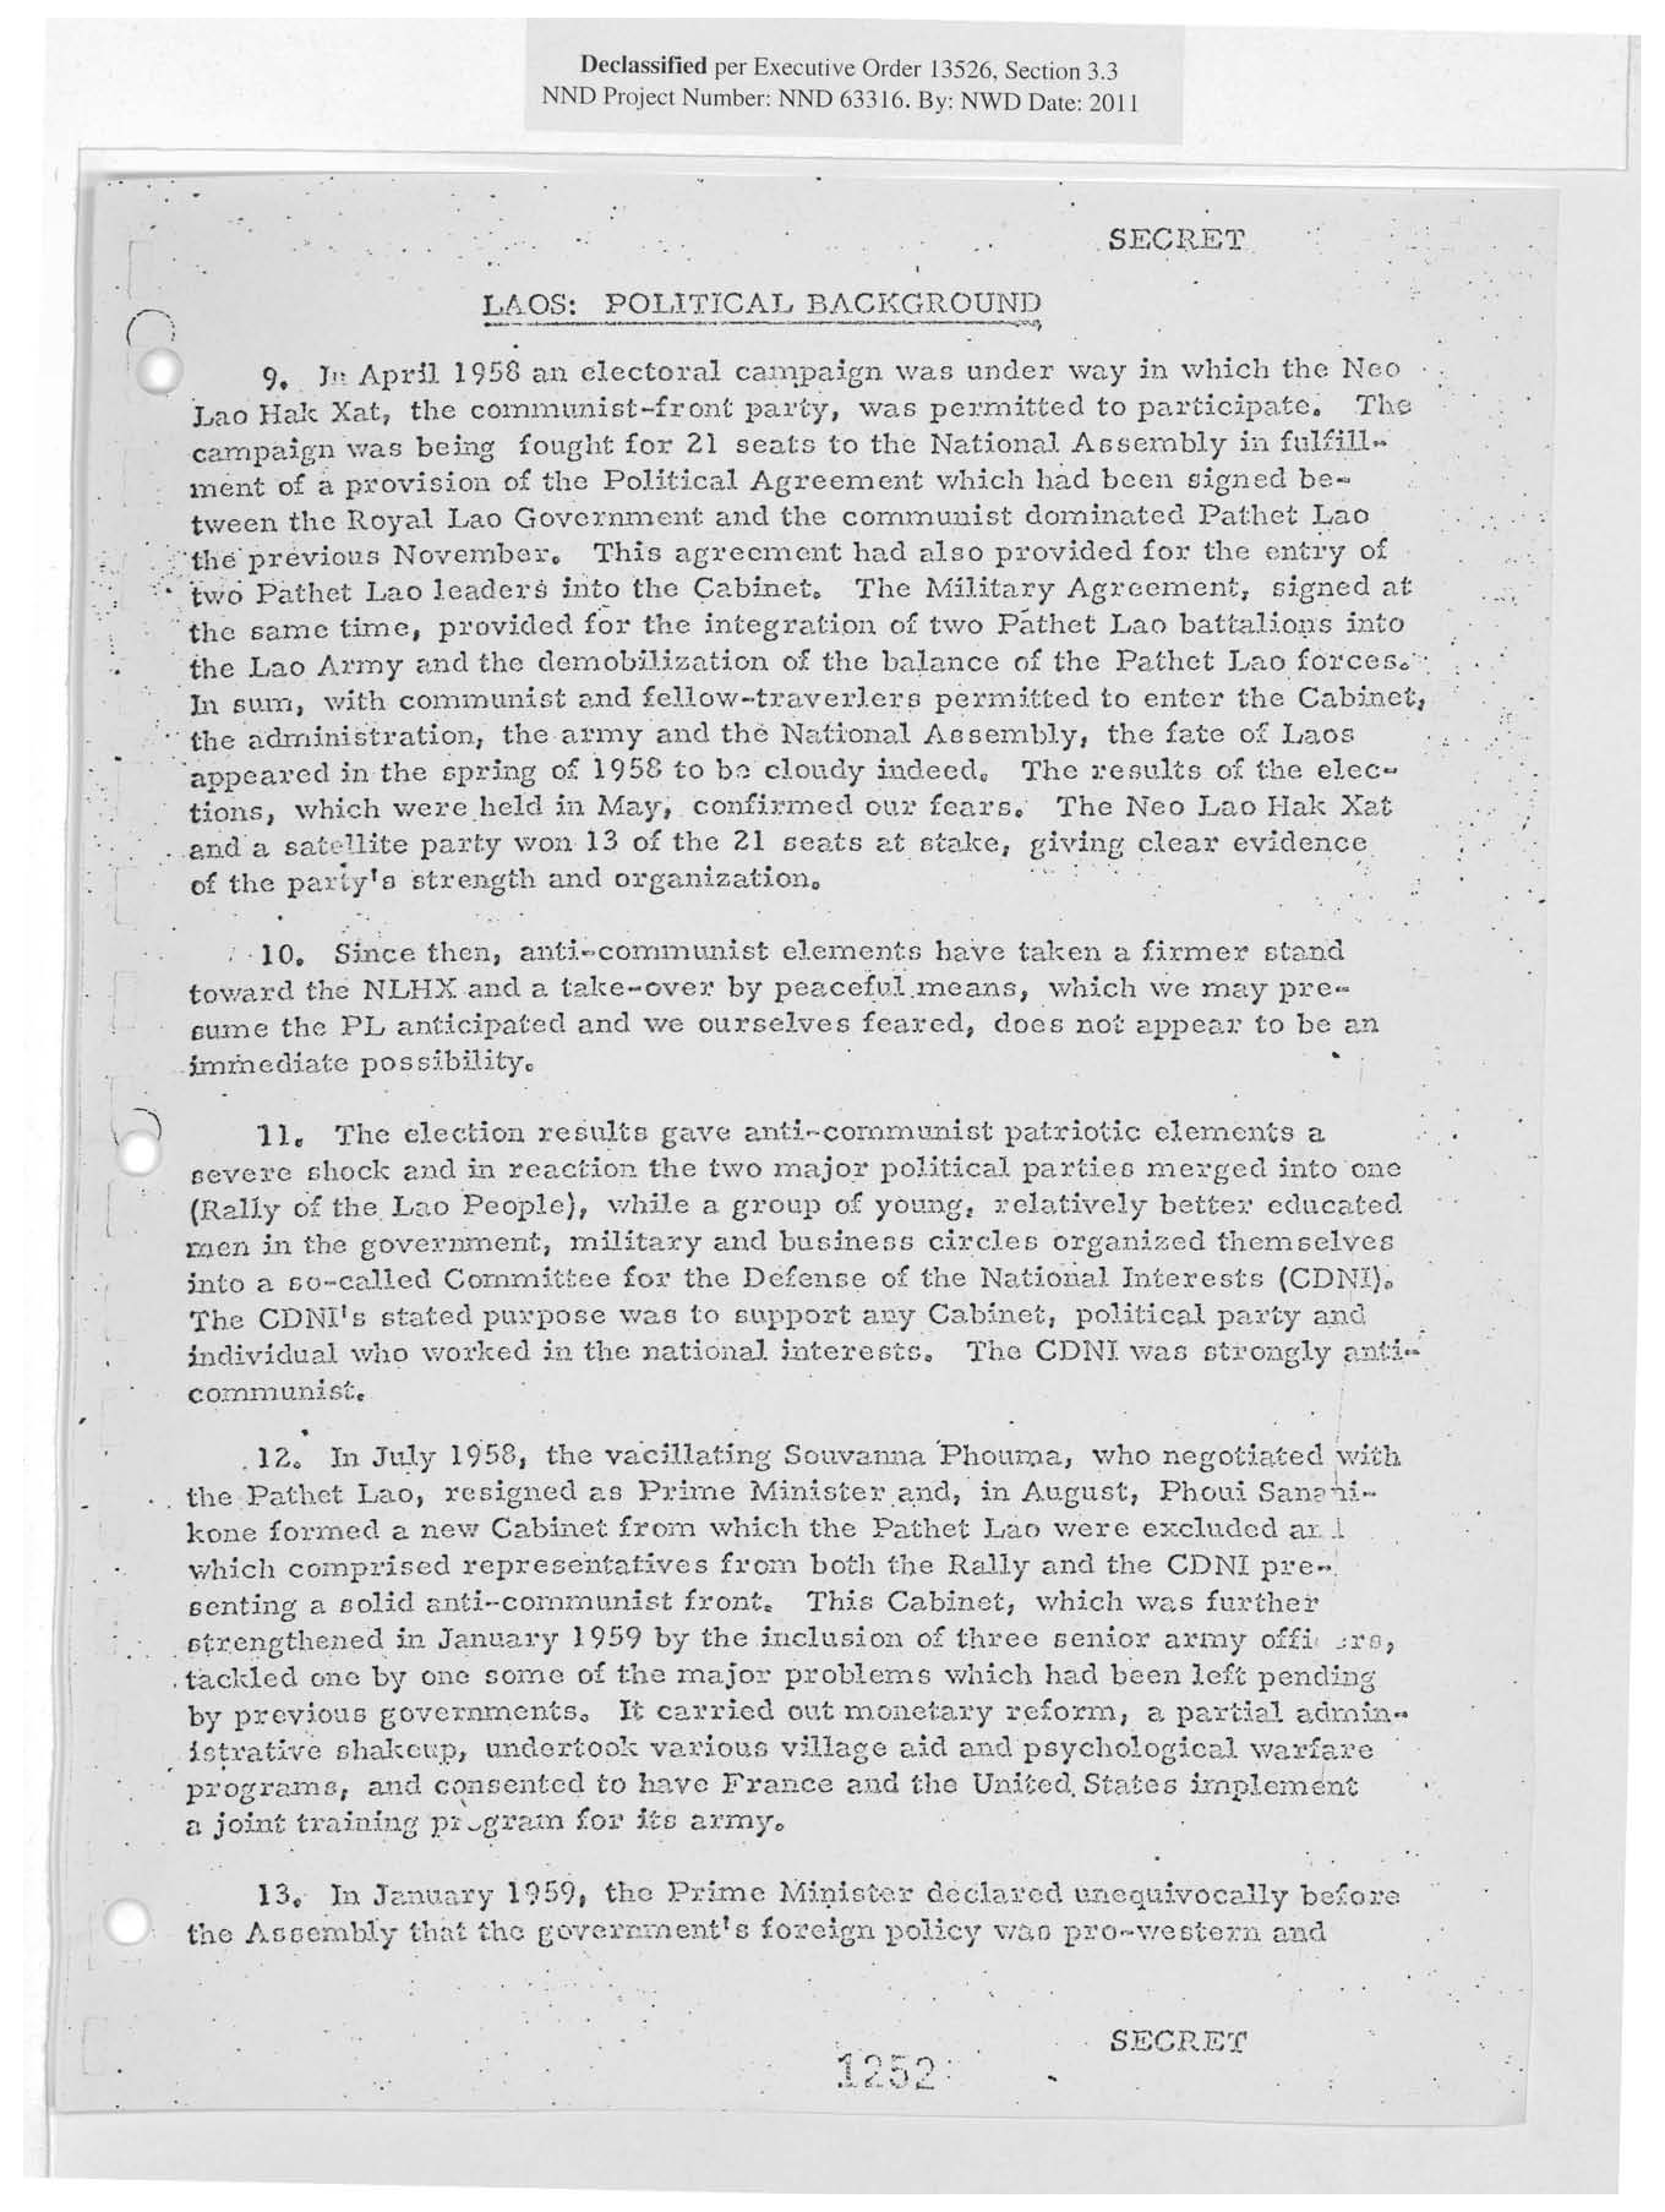 Declassified per Executive Order 13526, Section 3.3
NND Project Number: NND 63316. By: NWD Date: 2011
SECRET
LAOS: POLITICAL BACKGROUND
9. In April 1958 an electoral campaign was under way in which the Neo
Lao Hak Xat, the communist-front party, was permitted to participate. The
campaign was being fought for 21 seats to the National Assembly in fulfill-
ment of a provision of the Political Agreement which had been signed be-
tween the Royal Lao Government and the communist dominated Pathet Lao
the previous November. This agreement had also provided for the entry of
two Pathet Lao leaders into the Cabinet. The Military Agreement, signed at
the same time, provided for the integration of two Pathet Lao battalions into
the Lao Army and the demobilization of the balance of the Pathet Lao forces.
In sum, with communist and fellow-traverlers permitted to enter the Cabinet,
the administration, the army and the National Assembly, the fate of Laos
appeared in the spring of 1958 to be cloudy indeed. The results of the elec-
tions, which were held in May, confirmed our fears. The Neo Lao Hak Xat
and a satellite party won 13 of the 21 seats at stake, giving clear evidence
of the party's strength and organization.
10. Since then, anti-communist elements have taken a firmer stand
toward the NLHX and a take-over by peaceful means, which we may pre-
sume the PL anticipated and we ourselves feared, does not appear to be an
immediate possibility.
11. The election results gave anti-communist patriotic elements a
severe shock and in reaction the two major political parties merged into one
(Rally of the Lao People), while a group of young, relatively better educated
men in the government, military and business circles organized themselves
into a so-called Committee for the Defense of the National Interests (CDNI).
The CDNI's stated purpose was to support any Cabinet, political party and
individual who worked in the national interests. The CDNI was strongly anti-
communist.
12. In July 1958, the vacillating Souvanna Phouma, who negotiated with
the Pathet Lao, resigned as Prime Minister and, in August, Phoui Sanani-
kone formed a new Cabinet from which the Pathet Lao were excluded and
which comprised representatives from both the Rally and the CDNI pre-
senting a solid anti-communist front. This Cabinet, which was further
strengthened in January 1959 by the inclusion of three senior army officers,
tackled one by one some of the major problems which had been left pending
by previous governments. It carried out monetary reform, a partial admin-
istrative shakeup, undertook various village aid and psychological warfare
programs, and consented to have France and the United States implement
a joint training program for its army.
13. In January 1959, the Prime Minister declared unequivocally before
the Assembly that the government's foreign policy was pro-western and
SECRET
1252